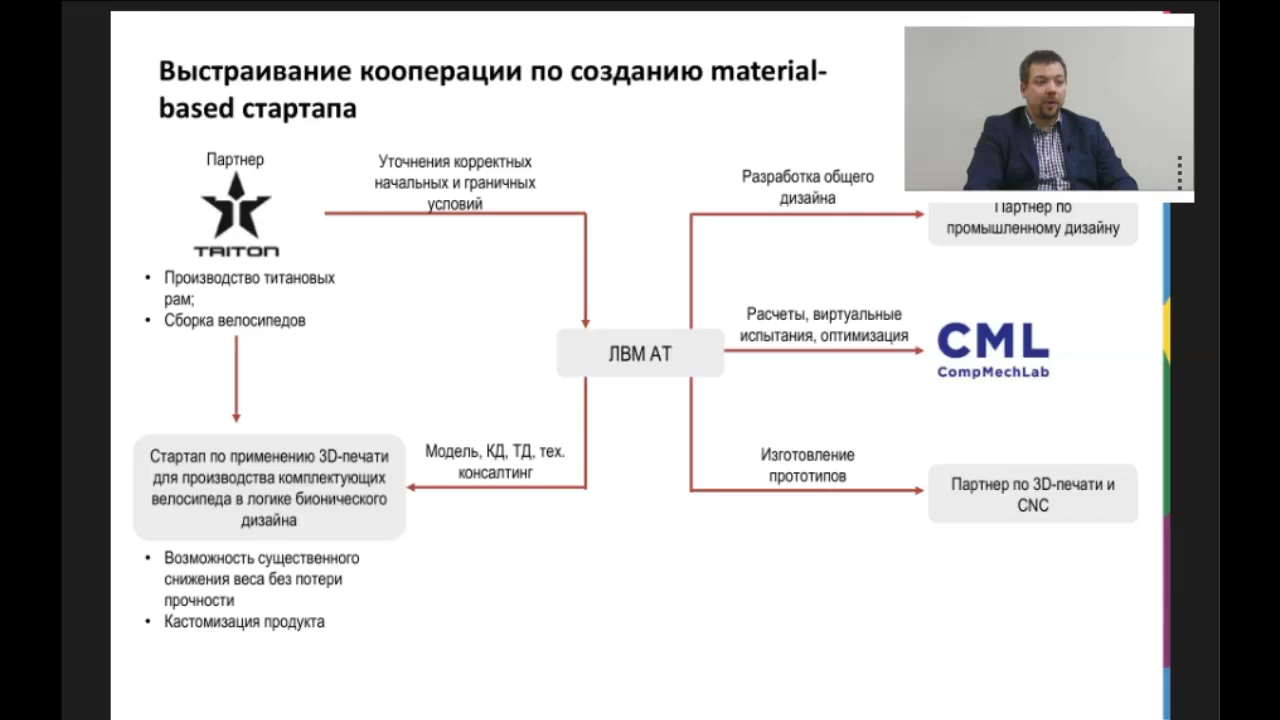 Выстраивание кооперации по созданию material-
based стартапа
Партнер
TRITON
Уточнения корректных
начальных и граничных
условий
Разработка общего
дизайна
Партнер по
промышленному дизайну
• Производство титановых
рам;
• Сборка велосипедов
ЛВМ АТ
Расчеты, виртуальные
испытания, оптимизация
CML
CompMechLab
Стартап по применению 3D-печати
для производства комплектующих
велосипеда в логике бионического
дизайна
Модель, КД, ТД, тех.
консалтинг
Изготовление
прототипов
Партнер по 3D-печати и
CNC
• Возможность существенного
снижения веса без потери
прочности
• Кастомизация продукта